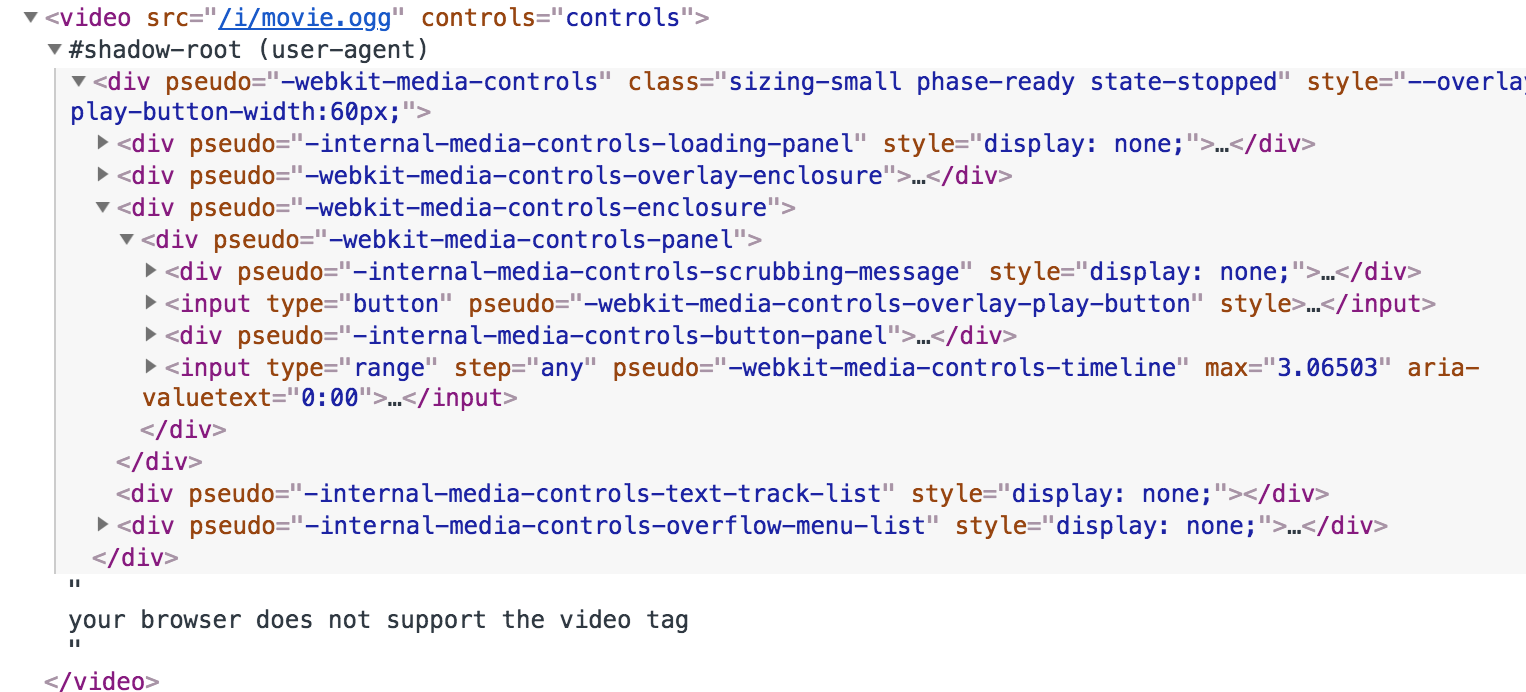 ▼<video src="/i/movie.ogg" controls="controls">
▼#shadow-root (user-agent)
▼<div pseudo="-webkit-media-controls" class="sizing-small phase-ready state-stopped" style="--overlay
play-button-width:60px;">
▶<div pseudo="-internal-media-controls-loading-panel" style="display: none;">…</div>
▶<div pseudo="-webkit-media-controls-overlay-enclosure">…</div>
▼<div pseudo="-webkit-media-controls-enclosure">
▼<div pseudo="-webkit-media-controls-panel">
▶<div pseudo="-internal-media-controls-scrubbing-message" style="display: none;">…</div>
▶<input type="button" pseudo="-webkit-media-controls-overlay-play-button" style>…</input>
▶<div pseudo="-internal-media-controls-button-panel">…</div>
▶<input type="range" step="any" pseudo="-webkit-media-controls-timeline" max="3.06503" aria-
valuetext="0:00">…</input>
</div>
</div>
<div pseudo="-internal-media-controls-text-track-list" style="display: none;"></div>
▶<div pseudo="-internal-media-controls-overflow-menu-list" style="display: none;">…</div>
</div>
"
your browser does not support the video tag
"
</video>